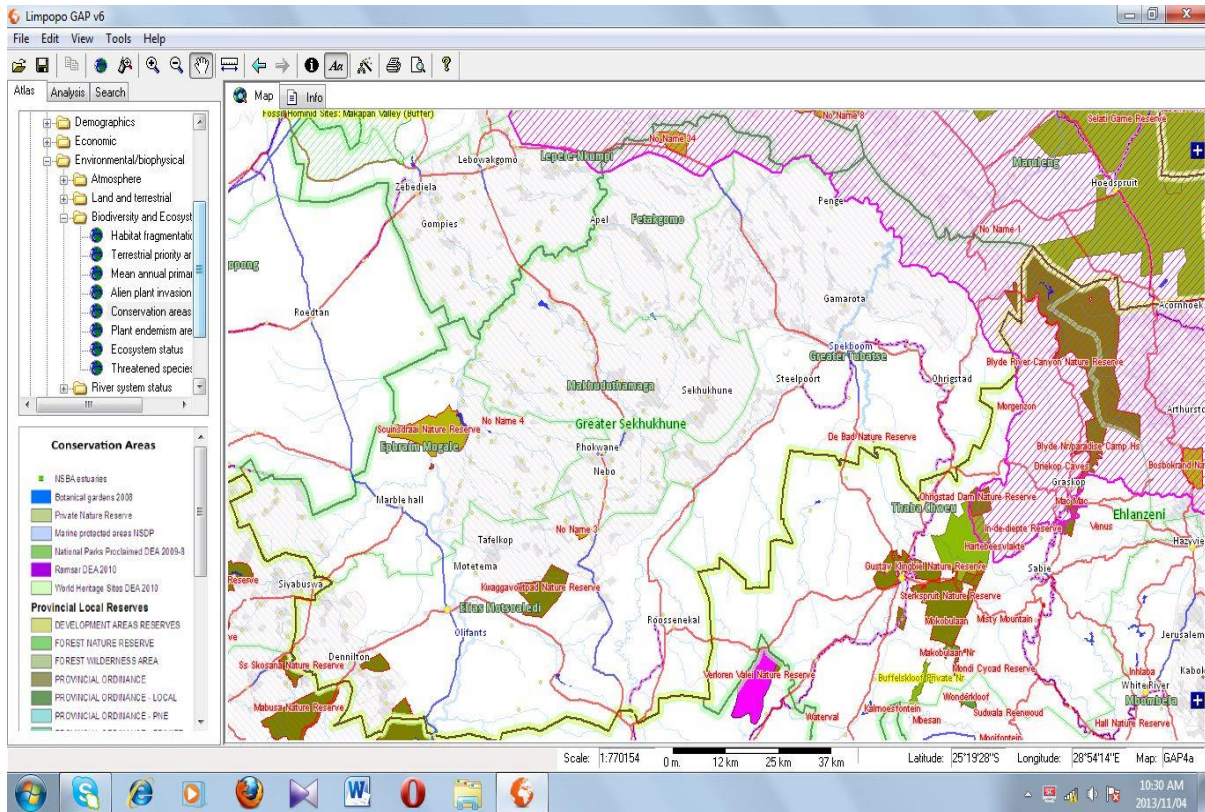 Limpopo GAP v6
File Edit View Tools Help
Atlas Analysis Search
Demographics
Economic
Environmental/biophysical
Atmosphere
Land and terrestrial
Biodiversity and Ecosyst
Habitat fragmentatic
Terrestrial priority ar
Mean annual primar
Alien plant invasion
Conservation areas
Plant endemism are
Ecosystem status
Threatened species
River system status
Conservation Areas
NSBA estuaries
Botanical gardens 2008
Private Nature Reserve
Marine protected areas NSDP
National Parks Proclaimed DEA 2009-8
Ramsar DEA 2010
World Heritage Sites DEA 2010
Provincial Local Reserves
DEVELOPMENT AREAS RESERVES
FOREST NATURE RESERVE
FOREST WILDERNESS AREA
PROVINCIAL ORDINANCE
PROVINCIAL ORDINANCE - LOCAL
PROVINCIAL ORDINANCE - PNE
Map Info
Fossil Hominid Sites: Makapan Valley (Buffer)
No Name 8
Selati Game Reserve
No Name 34
Lebowakgomo
Lepele-Nkumpi
Maruleng
Hoedspruit
Zebediela
Penge
Gompies
Apel
Fetakgomo
No Name 1
ppong
Roedtan
Gamarota
Acornhoek
Spekboom
Greater Tubatse
Blyde River Canyon Nature Reserve
Makhuduthamaga
Sekhukhune
Steelpoort
Ohrigstad
Morgenzon
Arthursto
Scuinsdraai Nature Reserve
No Name 4
Greater Sekhukhune
Ephraim Mogale
Phokwane
De Bad Nature Reserve
Blyde Nr/paradise Camp Hs
Nebo
Driekop Caves
Bosbokrand Na
Graskop
Marble hall
Ohrigstad Dam Nature Reserve
Mac Mac
Thaba Chweu
Ehlanzeni
No Name 3
In-de-diepte Reserve
Venus
Tafelkop
Hartebeesvlakte
Hazyvie
Motetema
Gustav Klingbiel Nature Reserve
Sabie
Reserve
Siyabuswa
Kwaggavoetpad Nature Reserve
Sterkspruit Nature Reserve
Elias Motsoaledi
Mokobulaan
Misty Mountain
Roossenekal
Olifants
Makobulaan Nr
Jerusalem
Dennilton
Ss Skosana Nature Reserve
Mondi Cycad Reserve
Verloren Valei Nature Reserve
Buffelskloof Private Nr
Inhlaba
Kabok
White River
Mabusa Nature Reserve
Wonderkloof
Mbombela
Kalmoesfontein
Sudwala Reenwoud
Waterval
Mbesan
Hall Nature Reserve
Mooifontein
Scale: 1:770154 0 m. 12 km 25 km 37 km Latitude: 25°19'28"S Longitude: 28°54'14"E Map: GAP4a
10:30 AM
2013/11/04